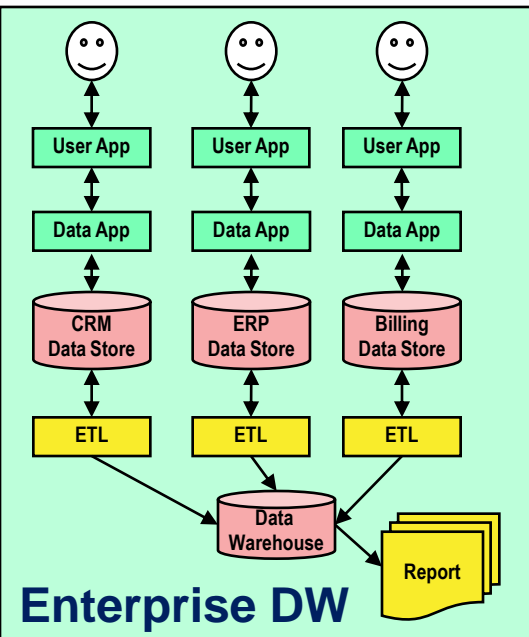 User App
User App
User App
Data App
Data App
Data App
CRM
Data Store
ERP
Data Store
Billing
Data Store
ETL
ETL
ETL
Data
Warehouse
Report
Enterprise DW